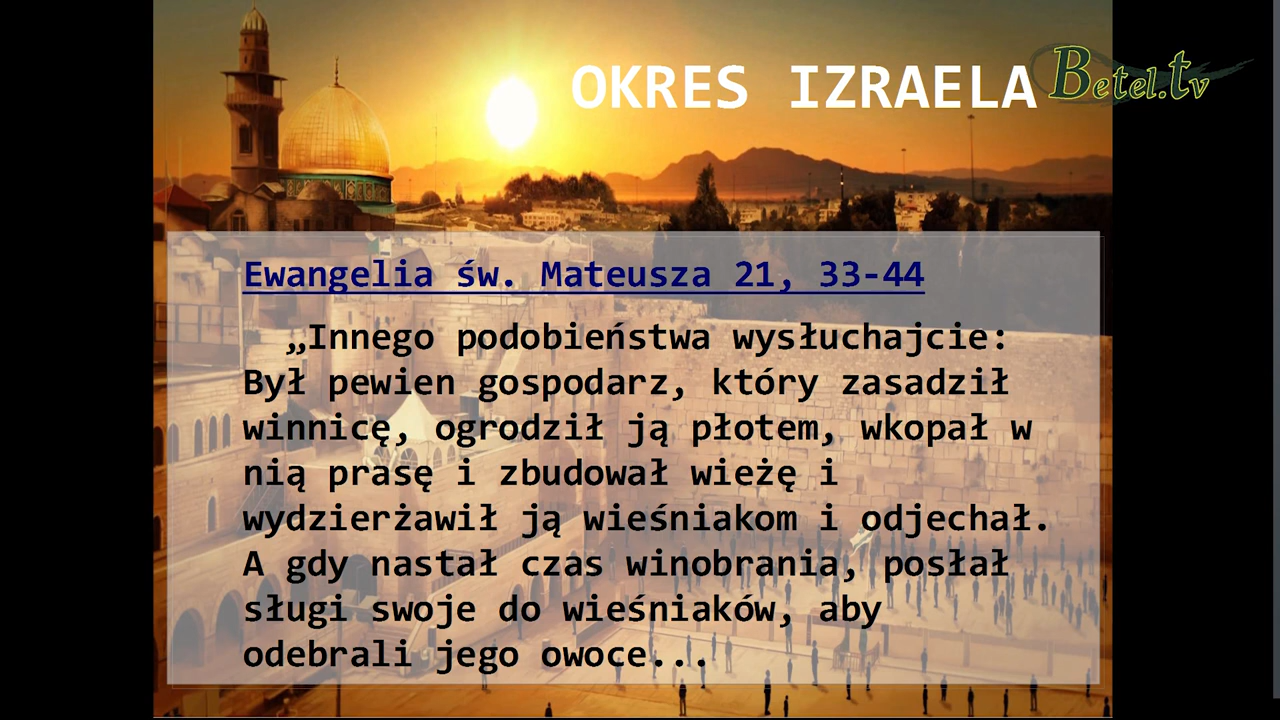 OKRES IZRAELA
Betel.tv
Ewangelia św. Mateusza 21, 33-44
„Innego podobieństwa wysłuchajcie:
Był pewien gospodarz, który zasadził
winnicę, ogrodził ją płotem, wkopał w
nią prasę i zbudował wieżę i
wydzierżawił ją wieśniakom i odjechał.
A gdy nastał czas winobrania, posłał
sługi swoje do wieśniaków, aby
odebrali jego owoce...